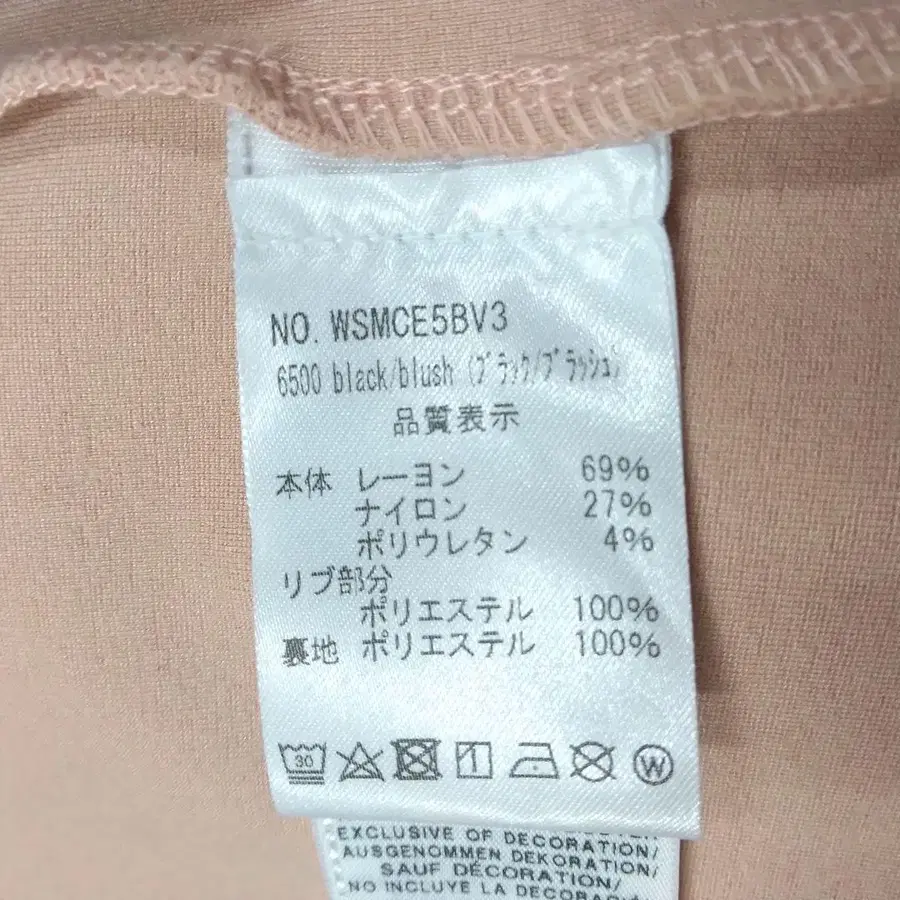 NO. WSMCE5BV3
6500 black/blush (ブラック/ブラッシュ)
品質表示
本体 レーヨン 69%
ナイロン 27%
ポリウレタン 4%
リブ部分
ポリエステル 100%
裏地 ポリエステル 100%
30 W
EXCLUSIVE OF DECORATION/
AUSGENOMMEN DEKORATION/
SAUF DÉCORATION/
NO INCLUYE LA